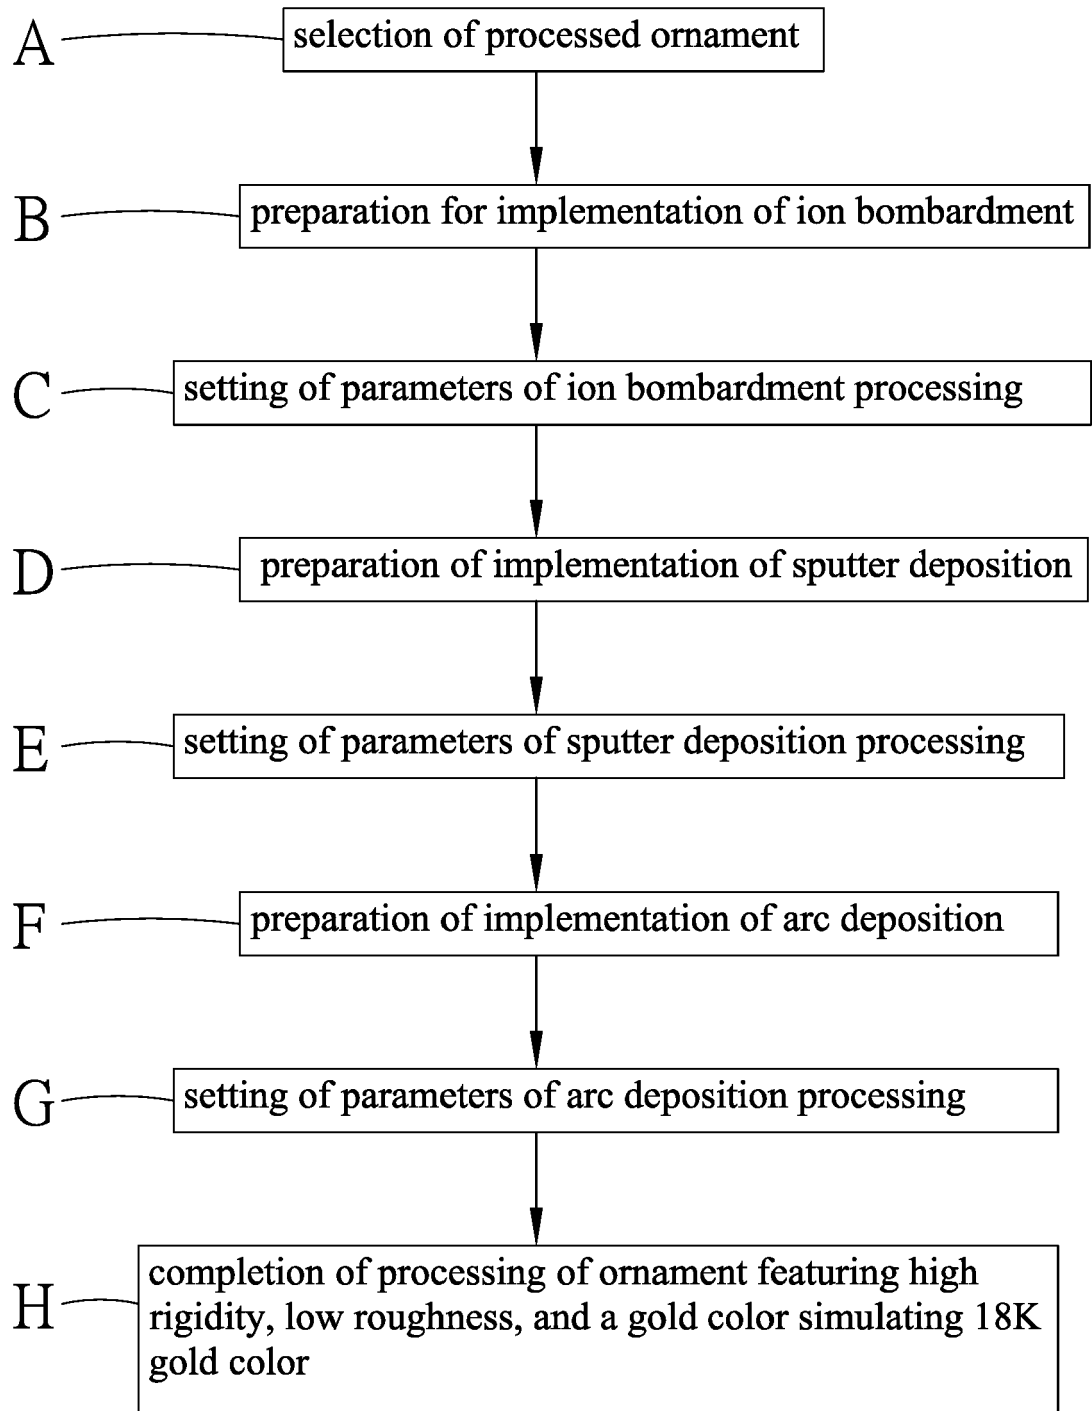 A
selection of processed ornament
B
preparation for implementation of ion bombardment
C
setting of parameters of ion bombardment processing
D
preparation of implementation of sputter deposition
E
setting of parameters of sputter deposition processing
F
preparation of implementation of arc deposition
G
setting of parameters of arc deposition processing
H
completion of processing of ornament featuring high
rigidity, low roughness, and a gold color simulating 18K
gold color